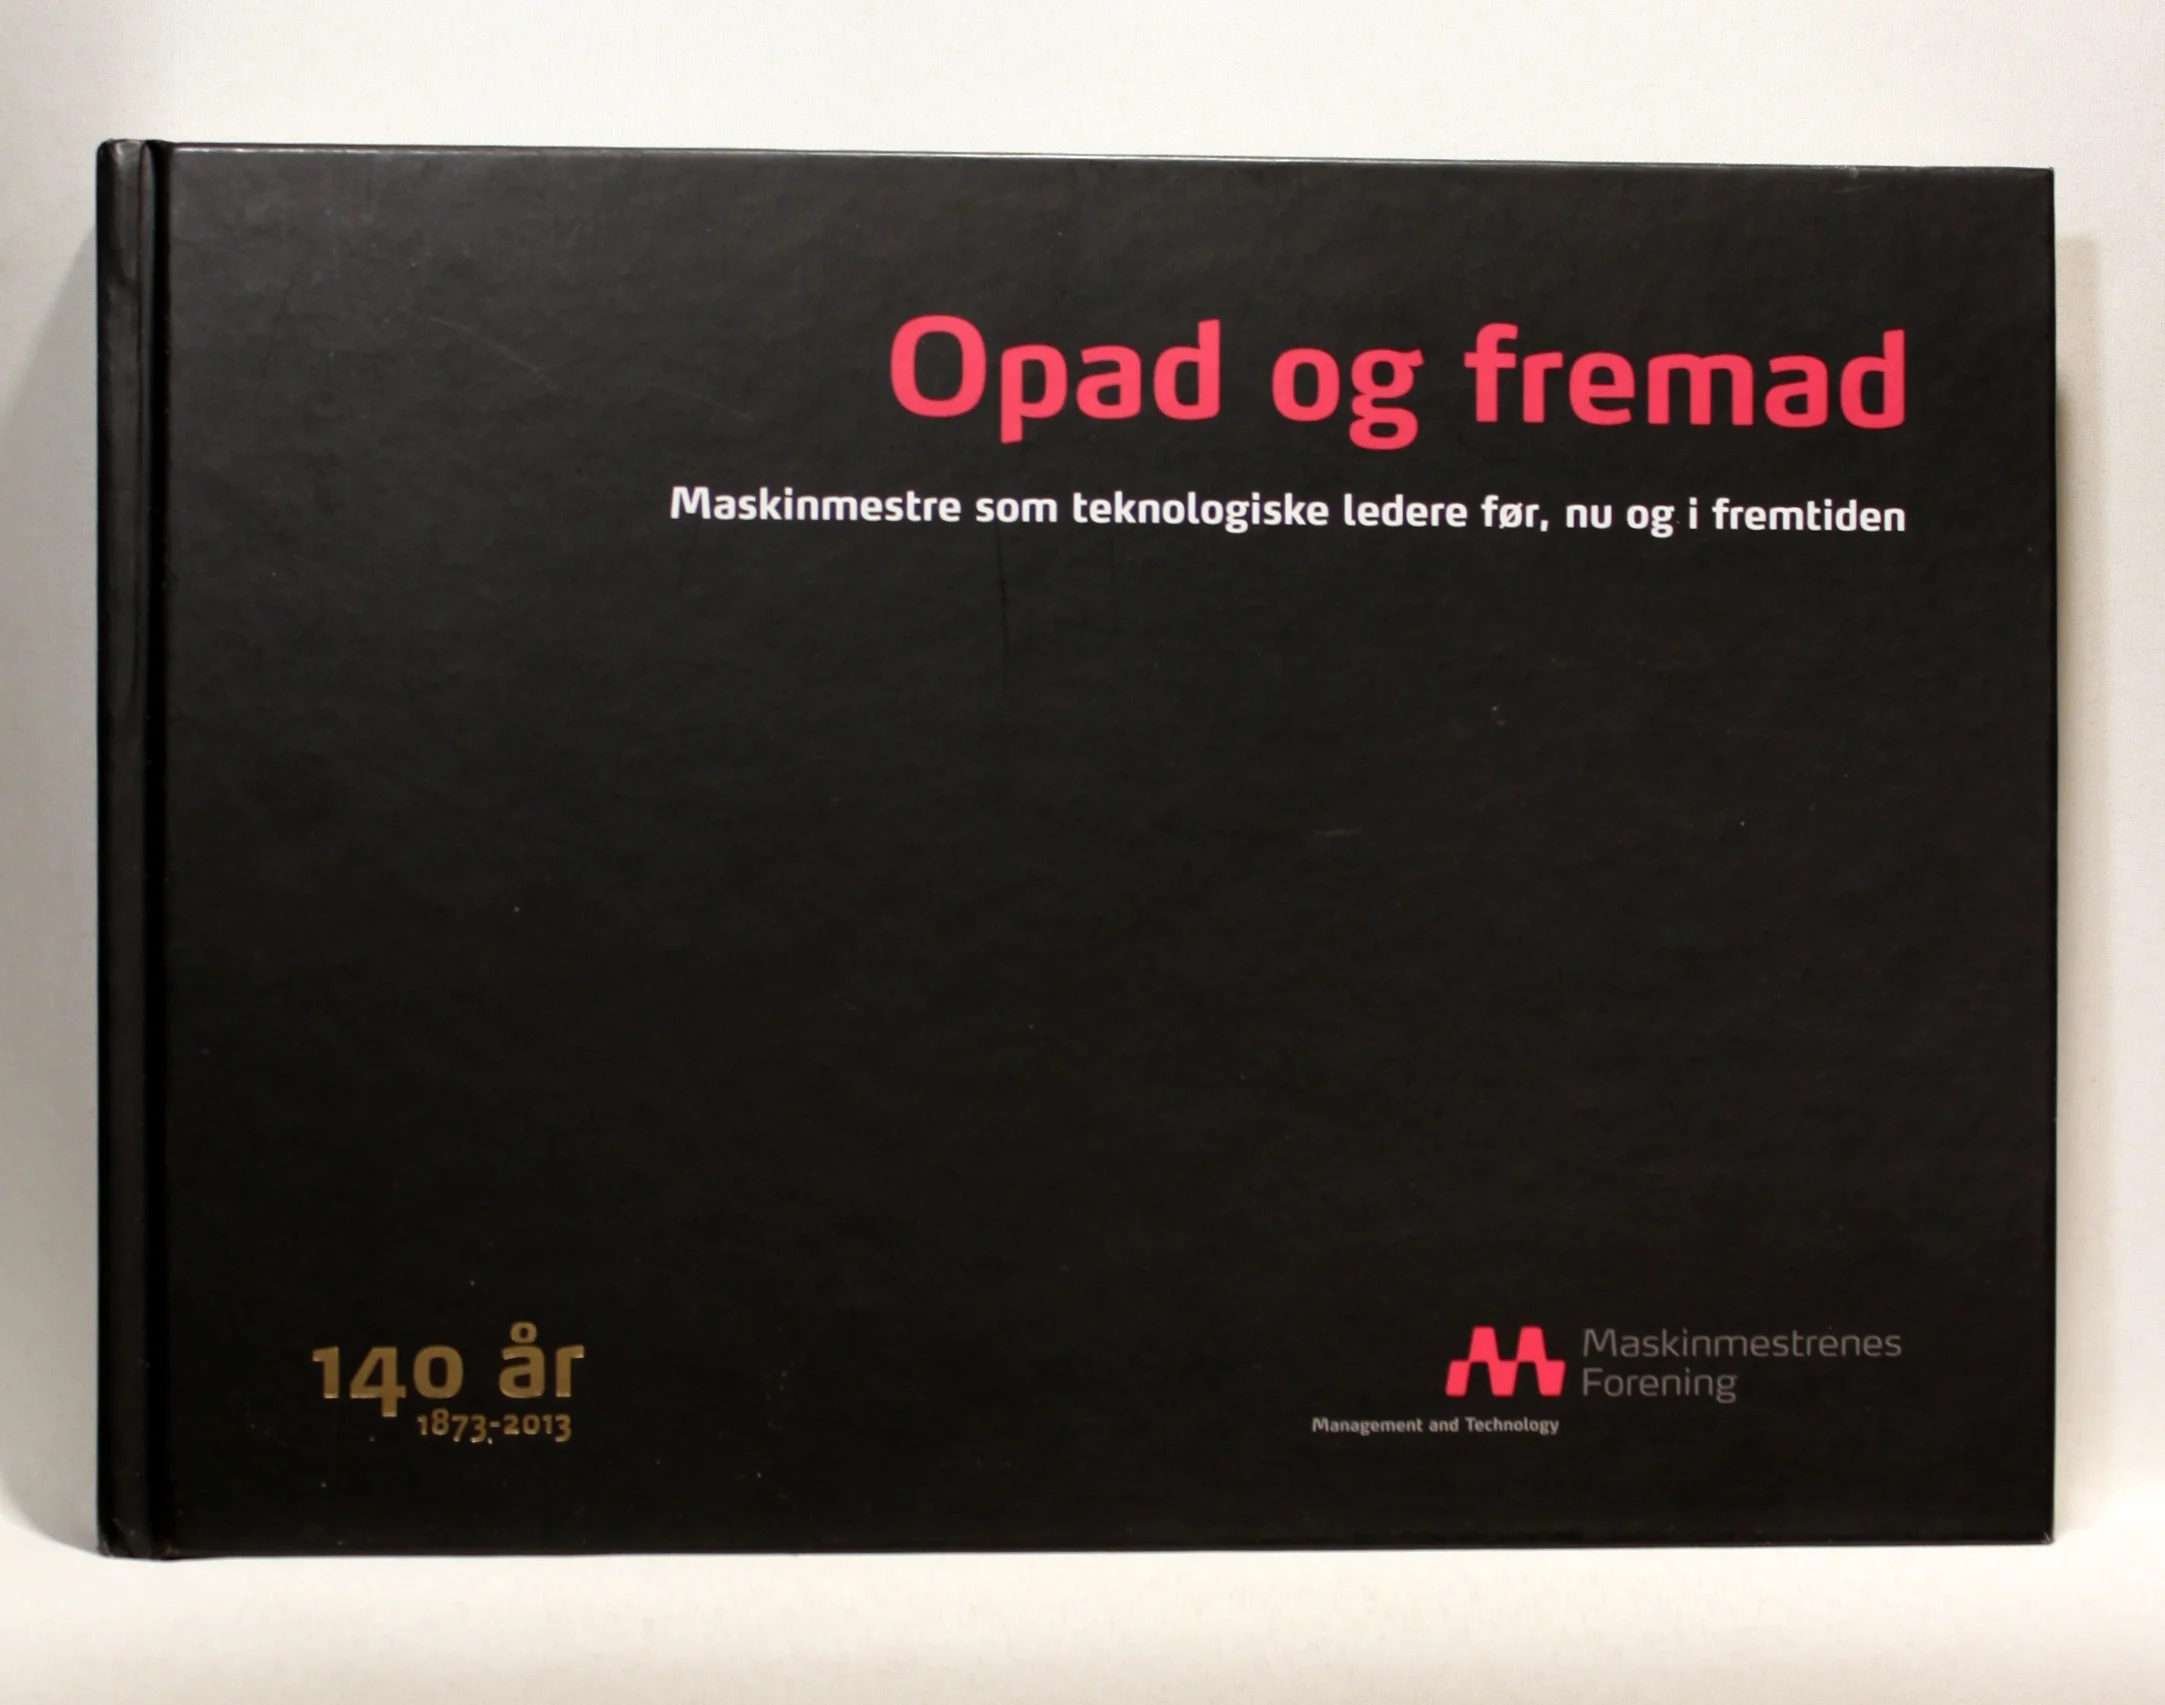 Opad og fremad
Maskinmestre som teknologiske ledere før, nu og i fremtiden
140 år
1873-2013
Maskinmestrenes
Forening
Management and Technology